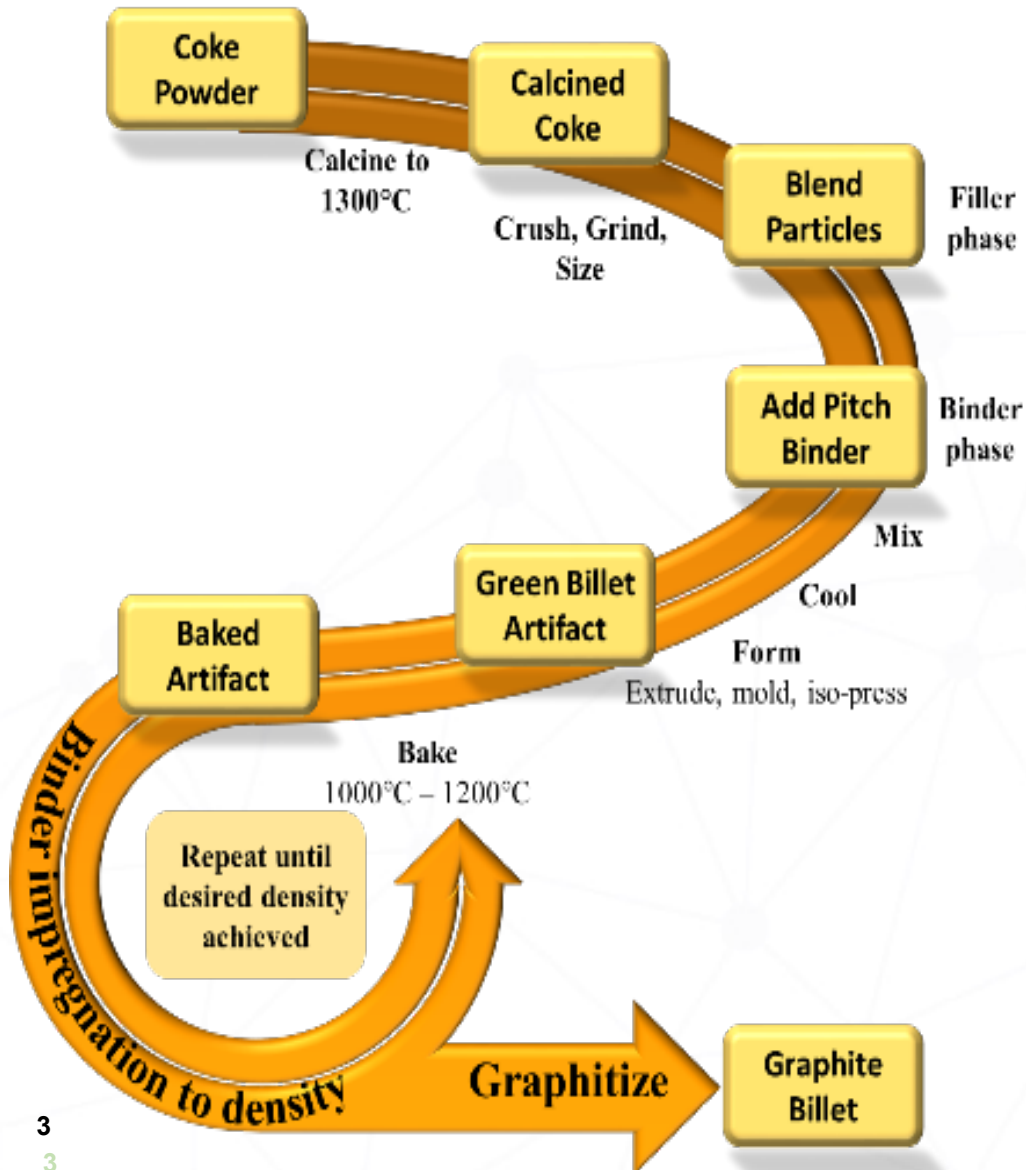 Coke
Powder
Calcined
Coke
Calcine to
1300°C
Blend
Particles
Filler
phase
Crush, Grind,
Size
Add Pitch
Binder
Binder
phase
Mix
Cool
Green Billet
Artifact
Form
Extrude, mold, iso-press
Baked
Artifact
Bake
1000°C – 1200°C
Binder impregnation to density
Repeat until
desired density
achieved
Graphitize
Graphite
Billet
3
3